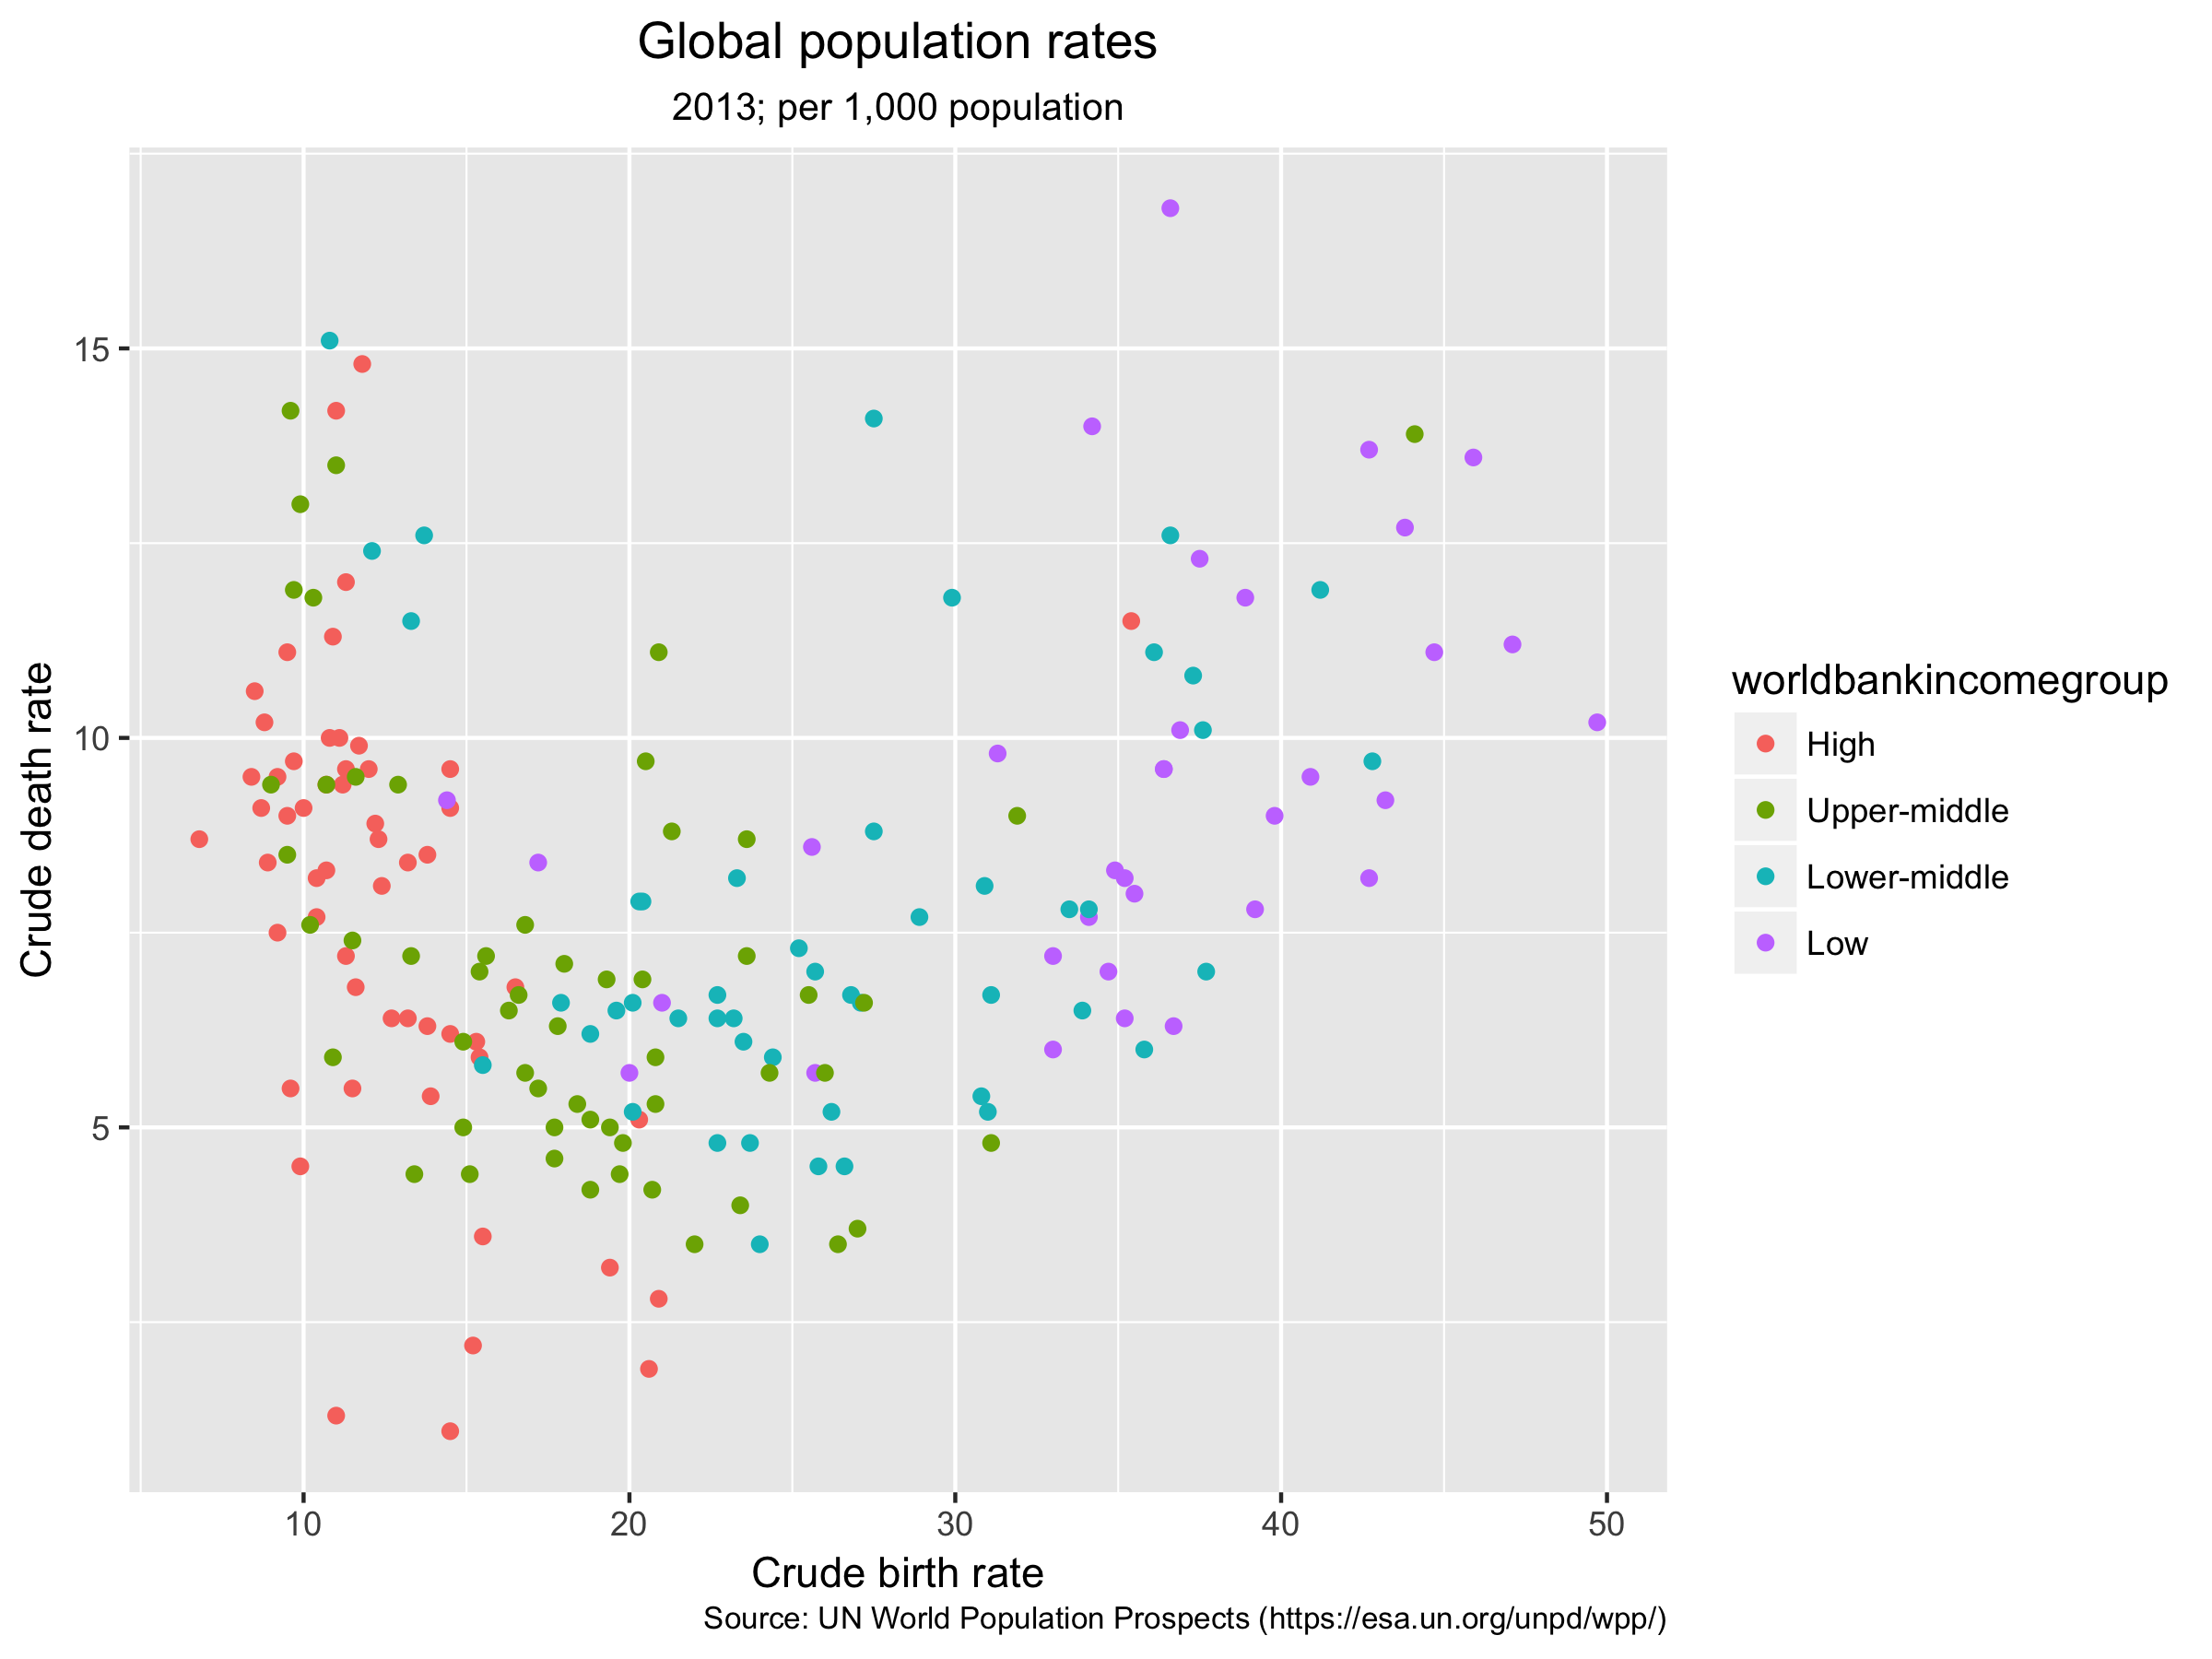 Global population rates
2013; per 1,000 population
Crude death rate
15
10
5
10 20 30 40 50
Crude birth rate
Source: UN World Population Prospects (https://esa.un.org/unpd/wpp/)
worldbankincomegroup
High
Upper-middle
Lower-middle
Low